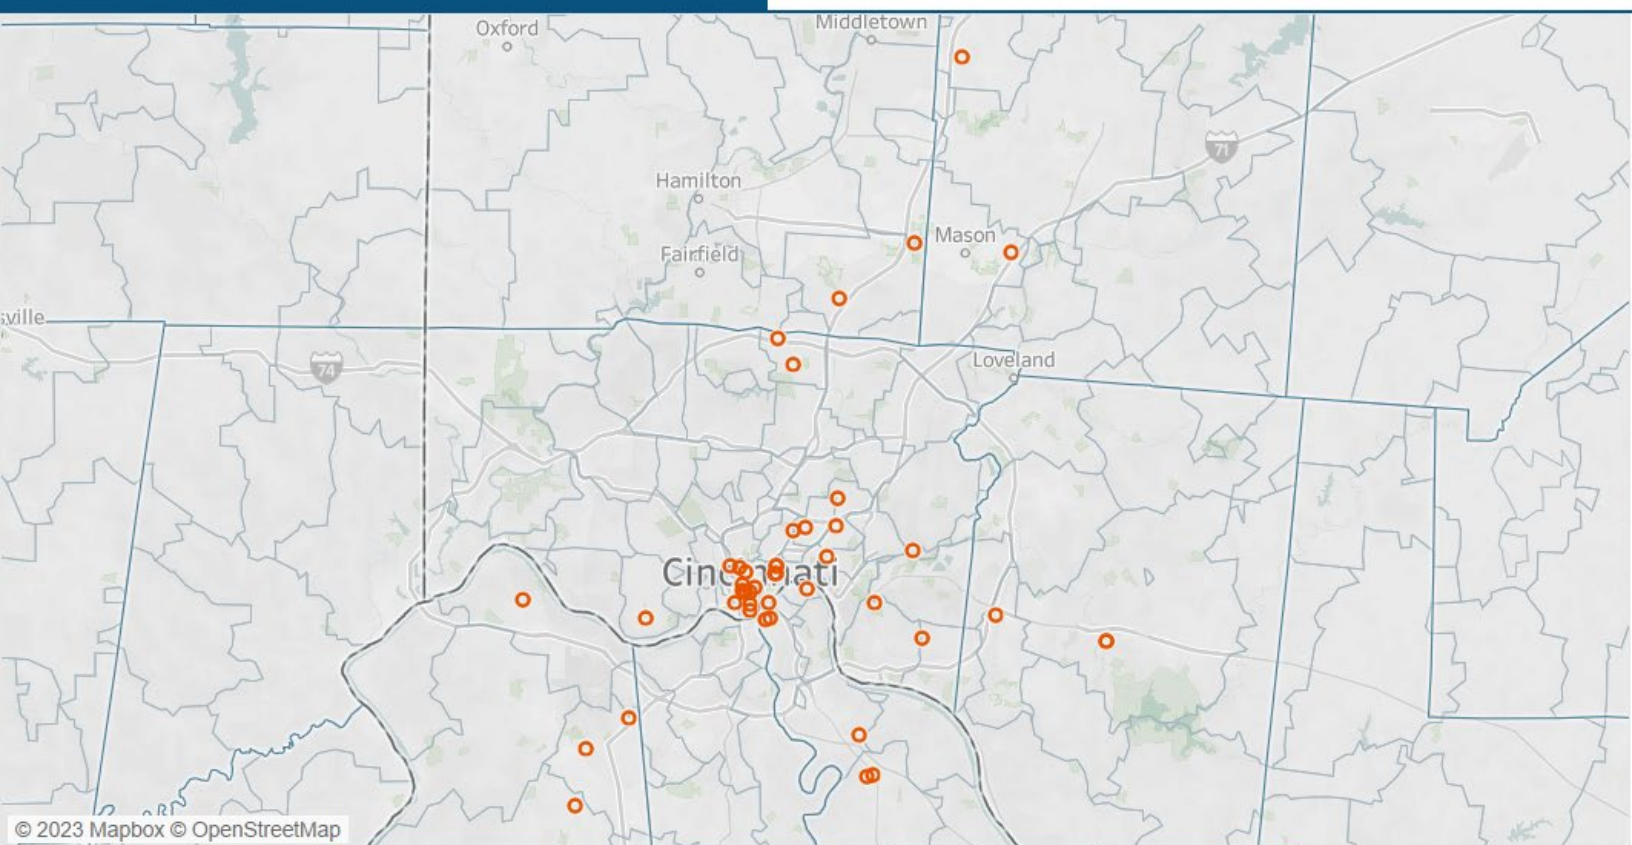 Oxford
Middletown
71
Hamilton
Mason
Fairfield
sville
74
Loveland
Cincinnati
© 2023 Mapbox © OpenStreetMap